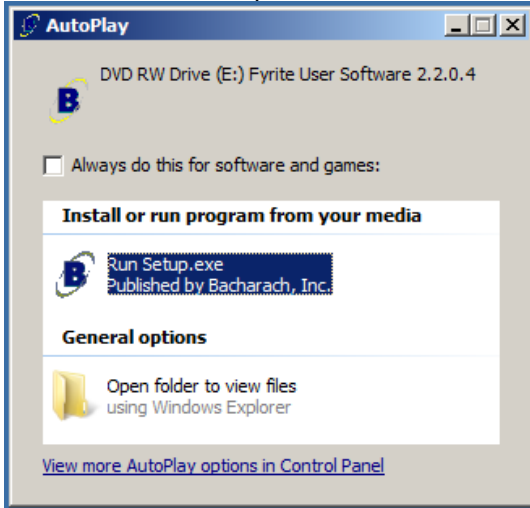 AutoPlay
DVD RW Drive (E:) Fyrite User Software 2.2.0.4
B
Always do this for software and games:
Install or run program from your media
B
Run Setup.exe
Published by Bacharach, Inc.
General options
Open folder to view files
using Windows Explorer
View more AutoPlay options in Control Panel